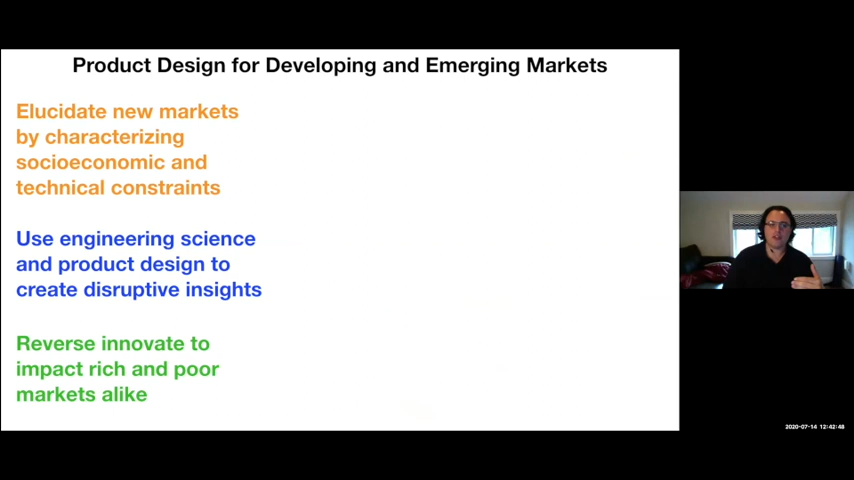 Product Design for Developing and Emerging Markets
Elucidate new markets
by characterizing
socioeconomic and
technical constraints
Use engineering science
and product design to
create disruptive insights
Reverse innovate to
impact rich and poor
markets alike
2020-07-14 12:42:48